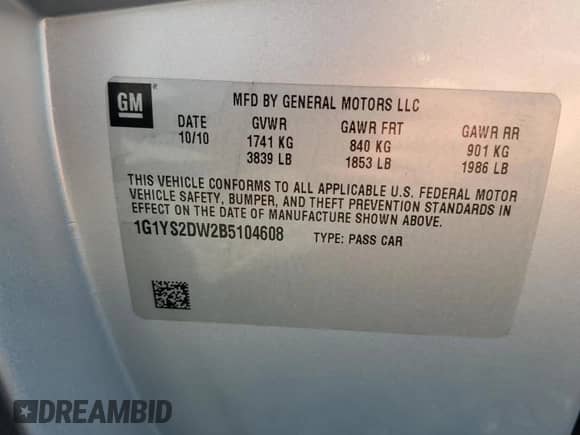 GM
®
MFD BY GENERAL MOTORS LLC
DATE GVWR GAWR FRT GAWR RR
10/10 1741 KG 840 KG 901 KG
3839 LB 1853 LB 1986 LB
THIS VEHICLE CONFORMS TO ALL APPLICABLE U.S. FEDERAL MOTOR
VEHICLE SAFETY, BUMPER, AND THEFT PREVENTION STANDARDS IN
EFFECT ON THE DATE OF MANUFACTURE SHOWN ABOVE.
1G1YS2DW2B5104608 TYPE: PASS CAR
DREAMBID